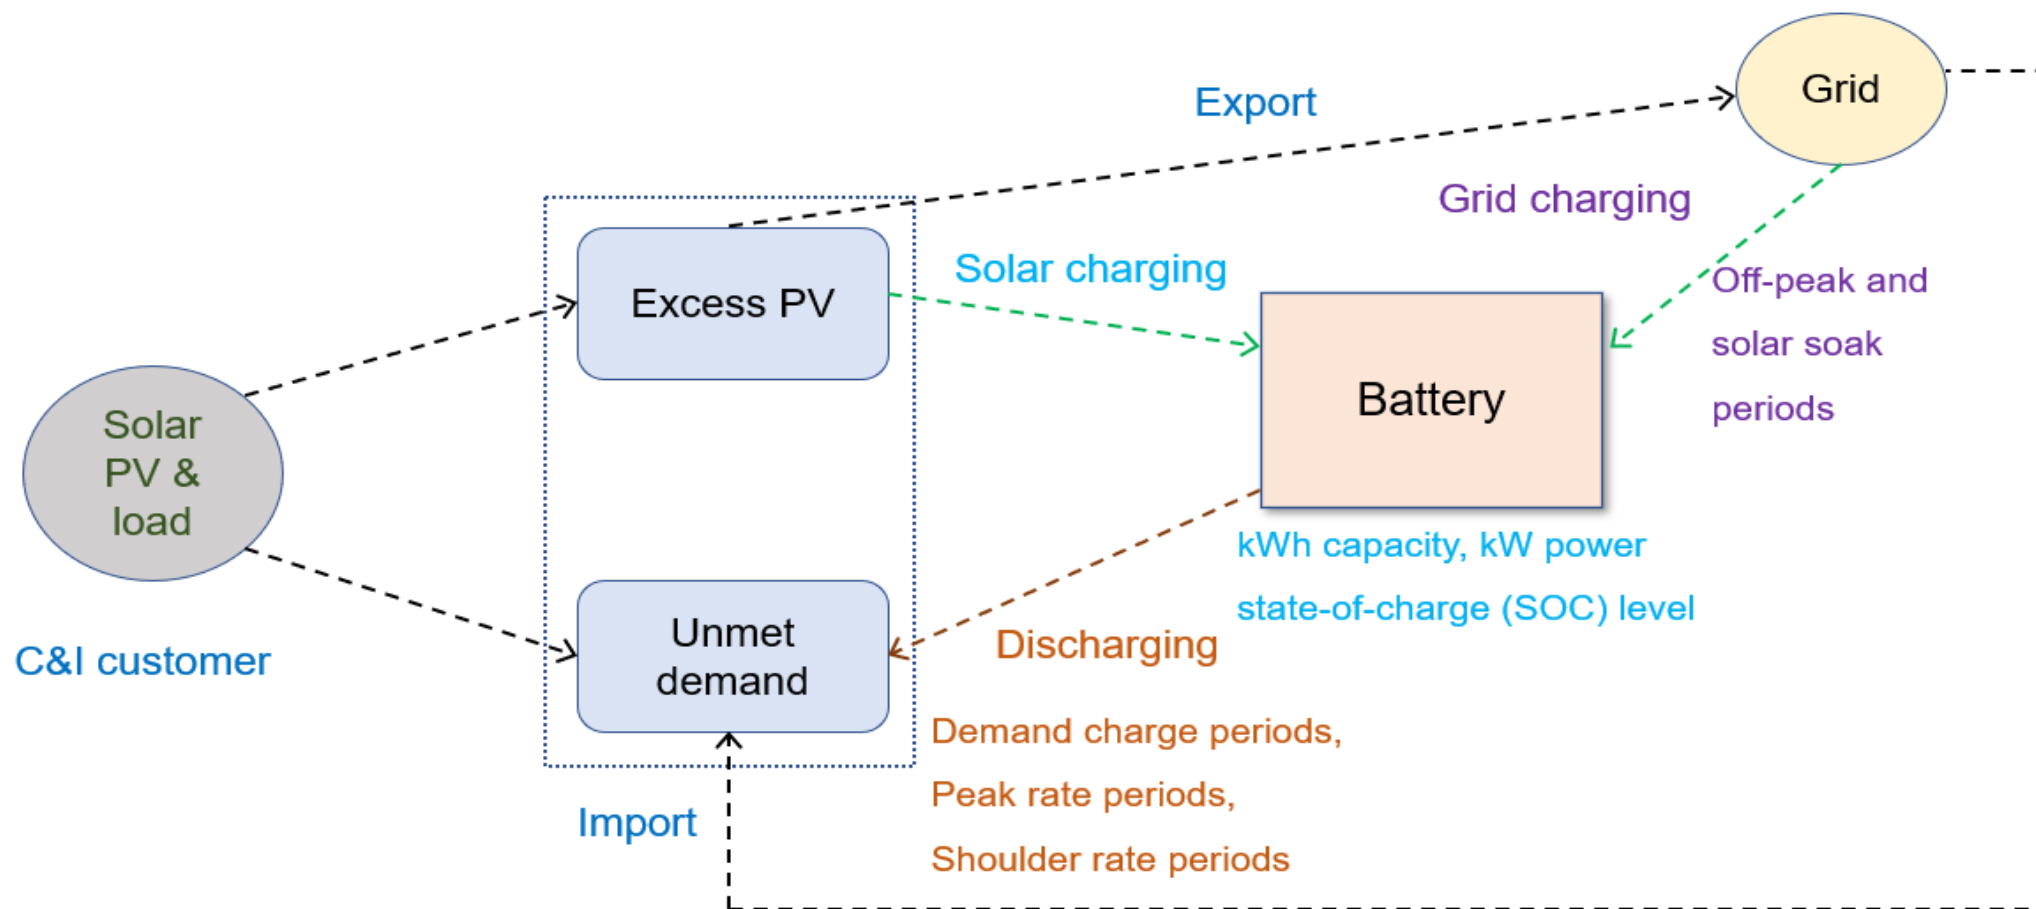 Grid
Export
Grid charging
Solar charging
Excess PV
Off-peak and
solar soak
periods
Battery
Solar
PV &
load
kWh capacity, kW power
state-of-charge (SOC) level
Unmet
demand
Discharging
C&I customer
Demand charge periods,
Peak rate periods,
Import
Shoulder rate periods